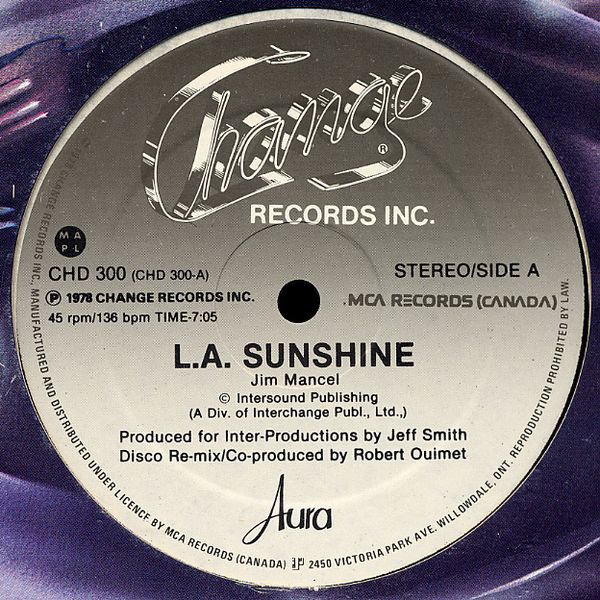 Change ®
RECORDS INC.
M A
P L
CHD 300 (CHD 300-A)
STEREO/SIDE A
℗ 1978 CHANGE RECORDS INC.
MCA RECORDS (CANADA)
45 rpm/136 bpm TIME-7:05
L.A. SUNSHINE
Jim Mancel
© Intersound Publishing
(A Div. of Interchange Publ., Ltd.,)
Produced for Inter-Productions by Jeff Smith
Disco Re-mix/Co-produced by Robert Ouimet
Aura
© 1978 CHANGE RECORDS INC., MANUFACTURED AND DISTRIBUTED UNDER LICENCE BY MCA RECORDS (CANADA) 2450 VICTORIA PARK AVE. WILLOWDALE, ONT. REPRODUCTION PROHIBITED BY LAW.